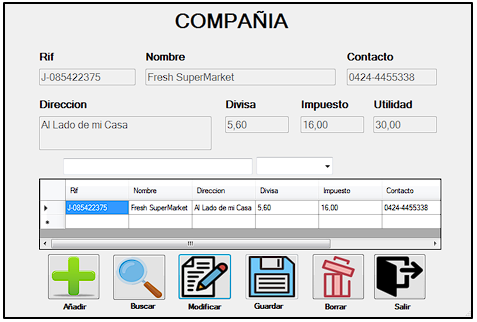 COMPAÑIA
Rif Nombre Contacto
J-085422375 Fresh SuperMarket 0424-4455338
Direccion Divisa Impuesto Utilidad
Al Lado de mi Casa 5,60 16,00 30,00
Rif Nombre Direccion Divisa Impuesto Contacto
J-085422375 Fresh SuperMarket Al Lado de mi Casa 5,60 16,00 0424-4455338
Añadir Buscar Modificar Guardar Borrar Salir